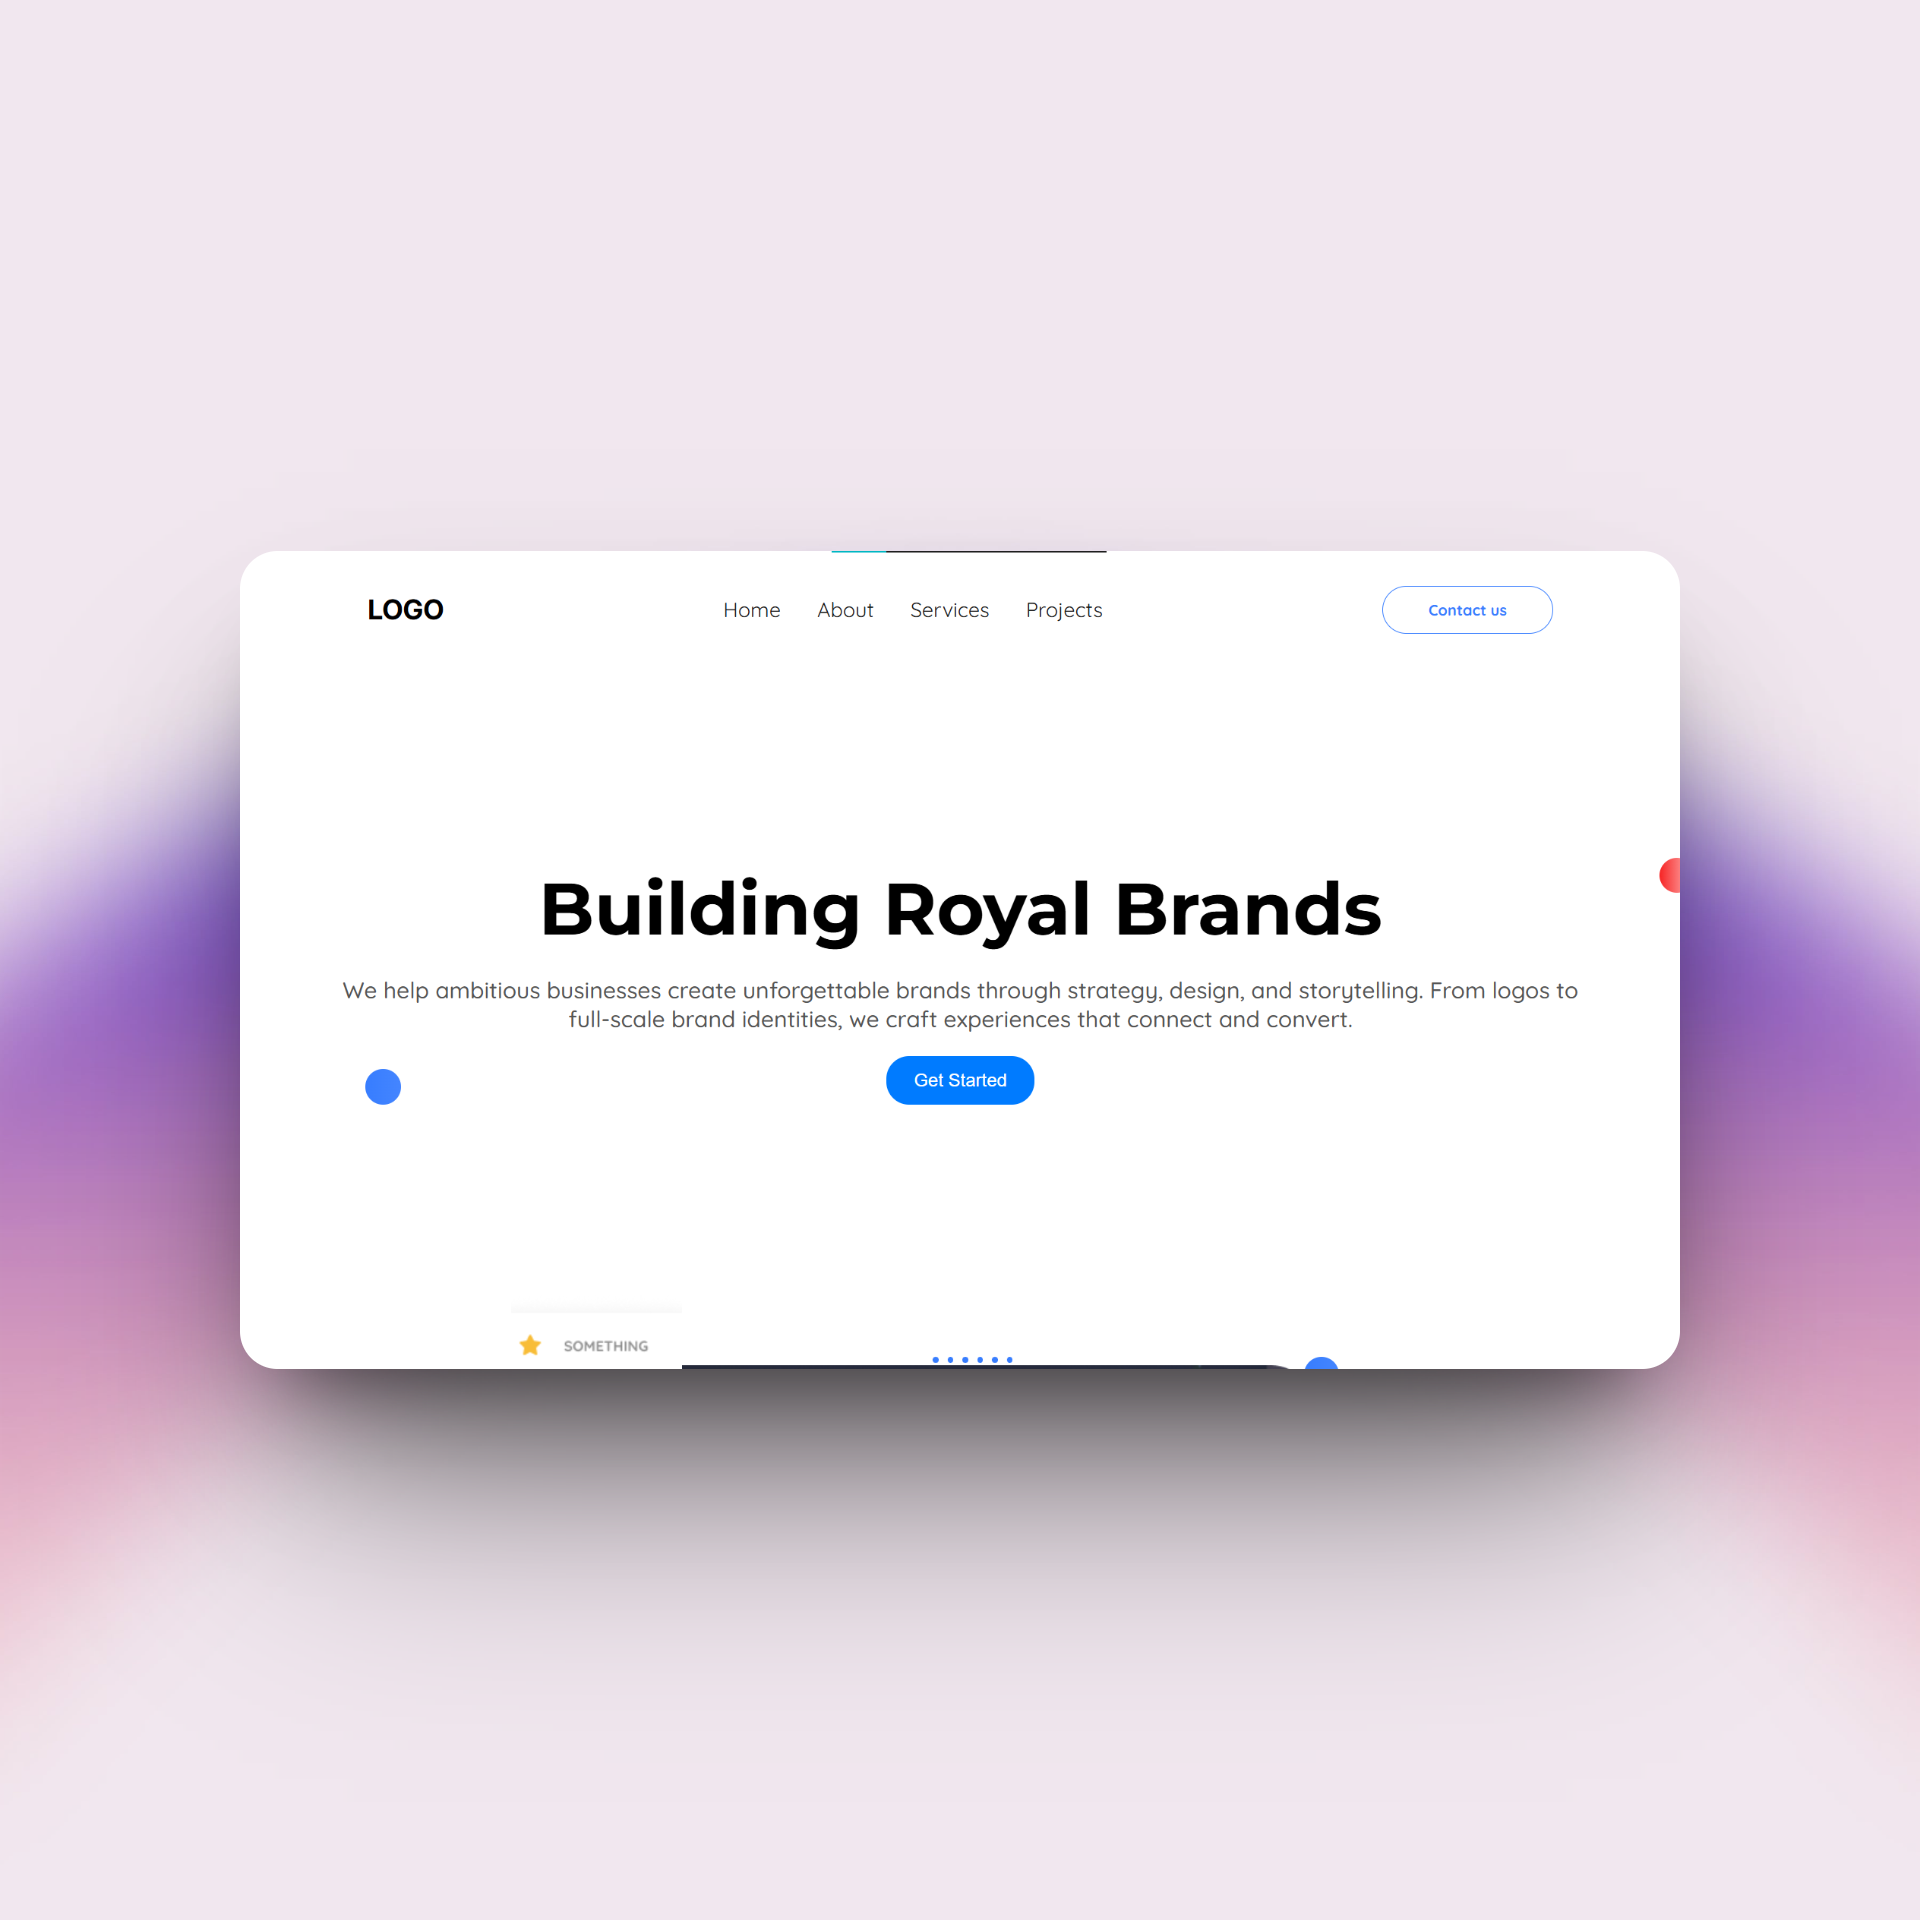 LOGO
Home About Services Projects
Contact us
Building Royal Brands
We help ambitious businesses create unforgettable brands through strategy, design, and storytelling. From logos to
full-scale brand identities, we craft experiences that connect and convert.
Get Started
SOMETHING